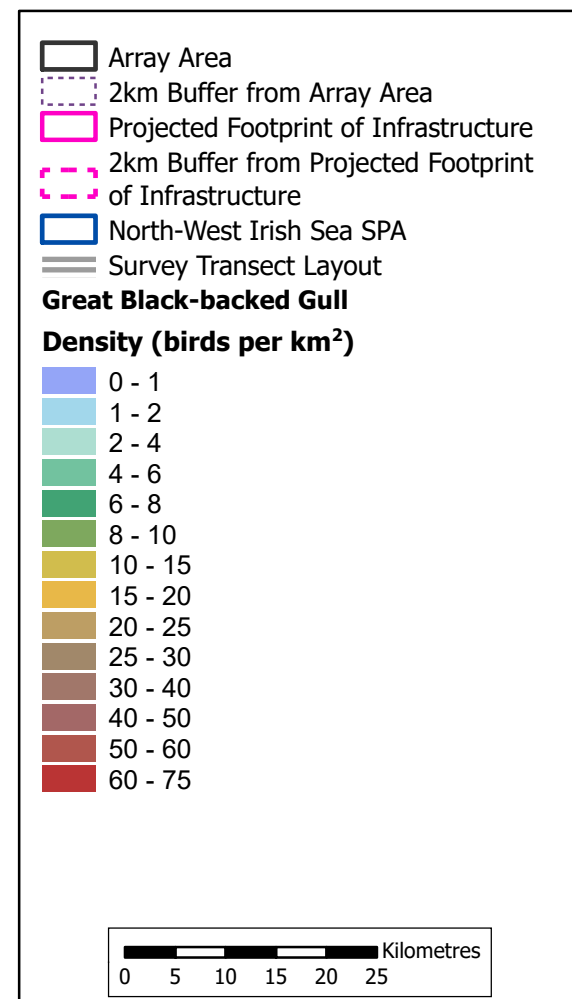 Array Area
2km Buffer from Array Area
Projected Footprint of Infrastructure
2km Buffer from Projected Footprint
of Infrastructure
North-West Irish Sea SPA
Survey Transect Layout
Great Black-backed Gull
Density (birds per km²)
0 - 1
1 - 2
2 - 4
4 - 6
6 - 8
8 - 10
10 - 15
15 - 20
20 - 25
25 - 30
30 - 40
40 - 50
50 - 60
60 - 75
Kilometres
0 5 10 15 20 25